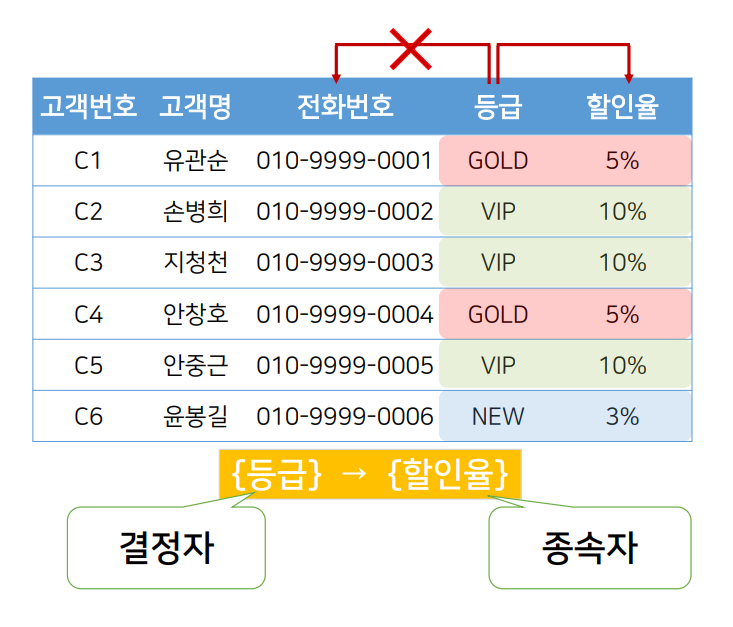 고객번호 고객명 전화번호 등급 할인율
C1 유관순 010-9999-0001 GOLD 5%
C2 손병희 010-9999-0002 VIP 10%
C3 지청천 010-9999-0003 VIP 10%
C4 안창호 010-9999-0004 GOLD 5%
C5 안중근 010-9999-0005 VIP 10%
C6 윤봉길 010-9999-0006 NEW 3%
{등급} → {할인율}
결정자 종속자